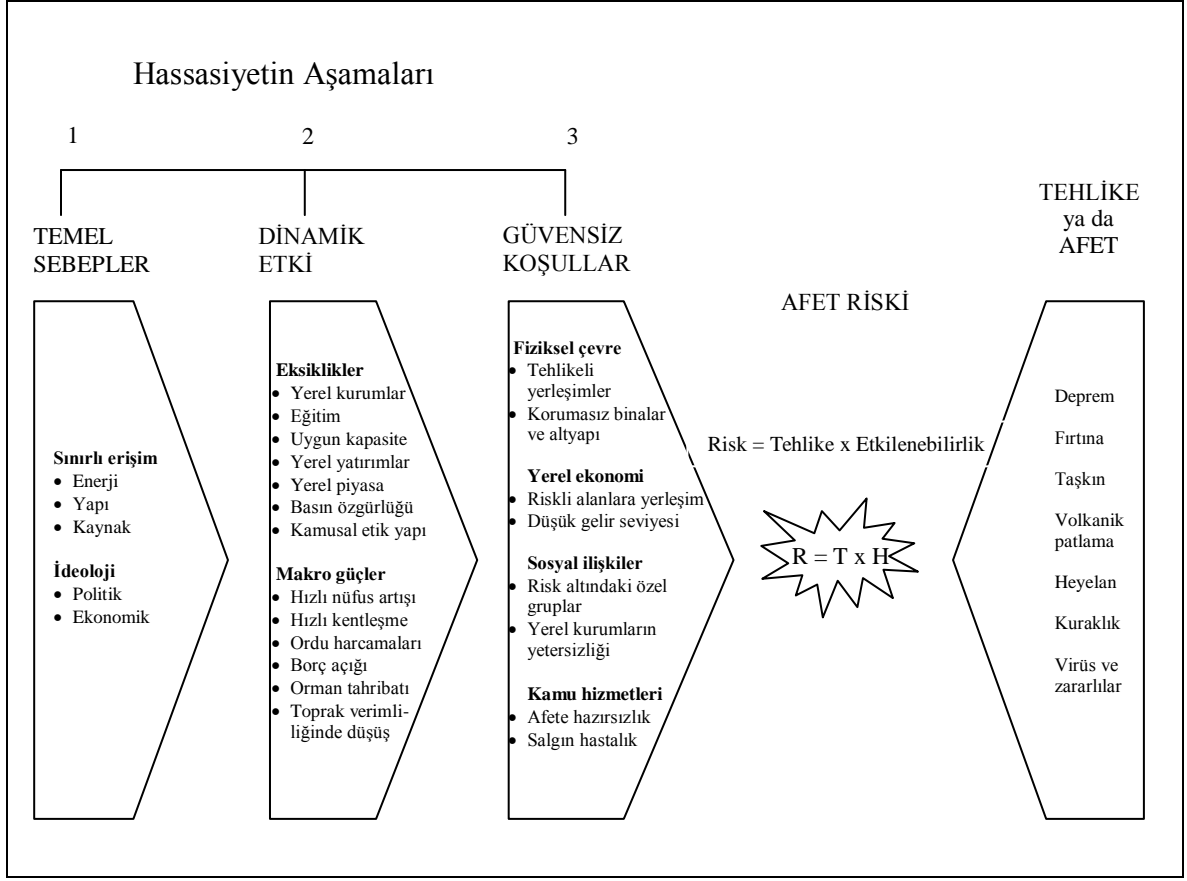 Hassasiyetin Aşamaları
1
2
3
TEMEL
SEBEPLER
DİNAMİK
ETKİ
GÜVENSİZ
KOŞULLAR
AFET RİSKİ
TEHLİKE
ya da
AFET
Sınırlı erişim
• Enerji
• Yapı
• Kaynak
İdeoloji
• Politik
• Ekonomik
Eksiklikler
• Yerel kurumlar
• Eğitim
• Uygun kapasite
• Yerel yatırımlar
• Yerel piyasa
• Basın özgürlüğü
• Kamusal etik yapı
Makro güçler
• Hızlı nüfus artışı
• Hızlı kentleşme
• Ordu harcamaları
• Borç açığı
• Orman tahribatı
• Toprak verimli-
liğinde düşüş
Fiziksel çevre
• Tehlikeli
yerleşimler
• Korumasız binalar
ve altyapı
Yerel ekonomi
• Riskli alanlara yerleşim
• Düşük gelir seviyesi
Sosyal ilişkiler
• Risk altındaki özel
gruplar
• Yerel kurumların
yetersizliği
Kamu hizmetleri
• Afete hazırsızlık
• Salgın hastalık
Risk = Tehlike x Etkilenebilirlik
R = T x H
Deprem
Fırtına
Taşkın
Volkanik
patlama
Heyelan
Kuraklık
Virüs ve
zararlılar